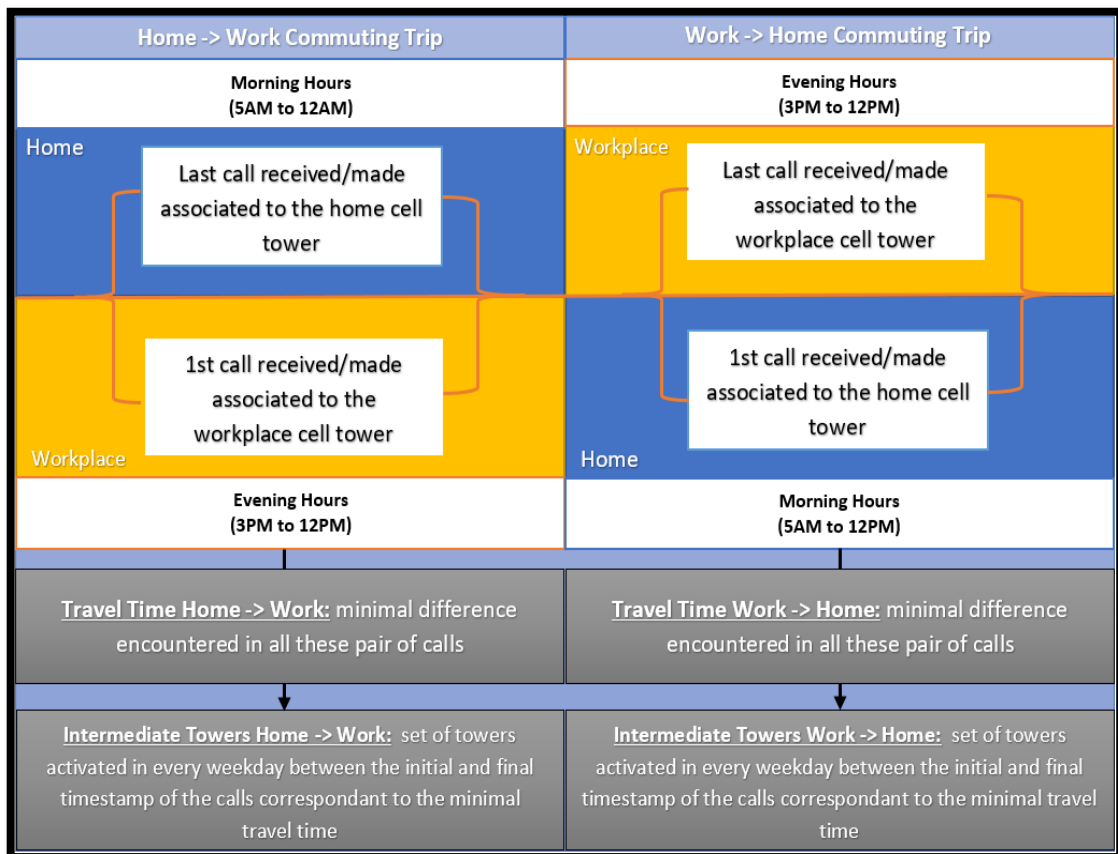 Home -> Work Commuting Trip
Morning Hours
(5AM to 12AM)
Home
Last call received/made
associated to the home cell
tower
1st call received/made
associated to the
workplace cell tower
Workplace
Evening Hours
(3PM to 12PM)
Travel Time Home -> Work: minimal difference
encountered in all these pair of calls
Intermediate Towers Home -> Work: set of towers
activated in every weekday between the initial and final
timestamp of the calls correspondant to the minimal
travel time
Work -> Home Commuting Trip
Evening Hours
(3PM to 12PM)
Workplace
Last call received/made
associated to the
workplace cell tower
1st call received/made
associated to the home cell
tower
Home
Morning Hours
(5AM to 12PM)
Travel Time Work -> Home: minimal difference
encountered in all these pair of calls
Intermediate Towers Work -> Home: set of towers
activated in every weekday between the initial and final
timestamp of the calls correspondant to the minimal travel
time